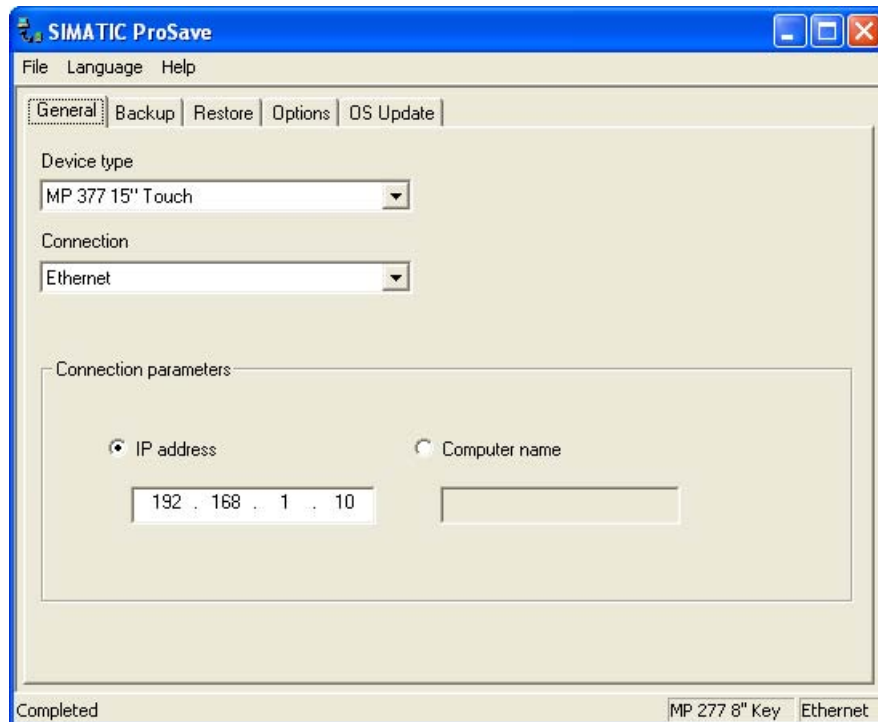 SIMATIC ProSave
File Language Help
General Backup Restore Options OS Update
Device type
MP 377 15" Touch
Connection
Ethernet
Connection parameters
IP address Computer name
192 . 168 . 1 . 10
Completed MP 277 8" Key Ethernet